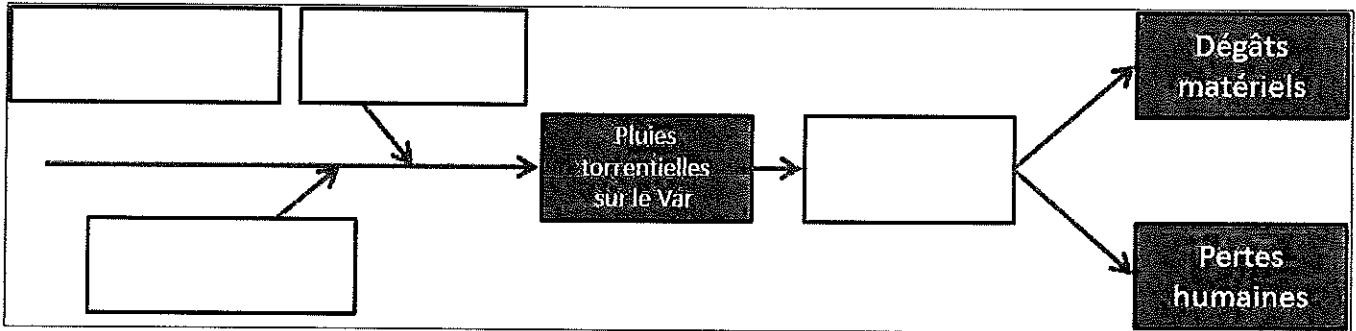 Dégâts
matériels
Pluies
torrentielles
sur le Var
Pertes
humaines